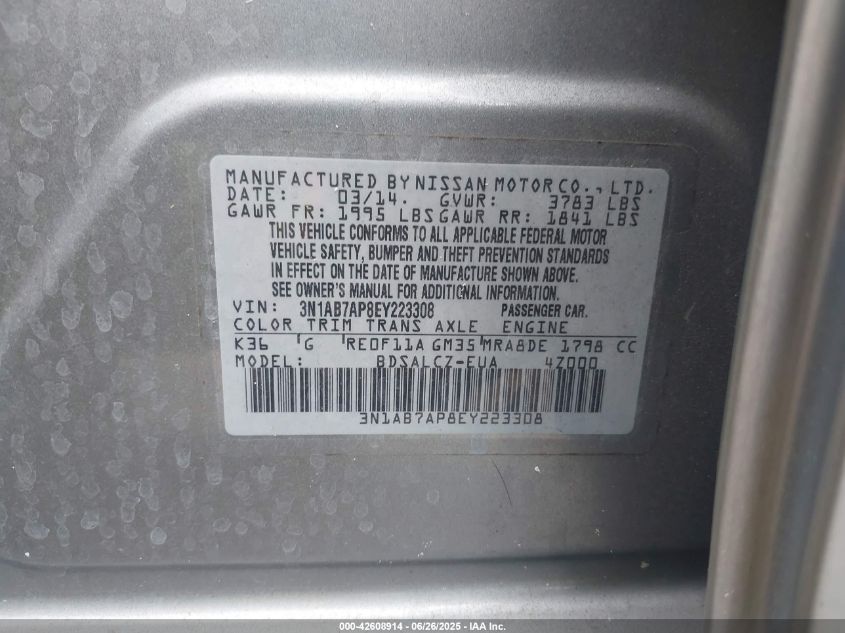 MANUFACTURED BY NISSAN MOTOR CO., LTD.
DATE: 03/14. GVWR: 3783 LBS
GAWR FR: 1995 LBS GAWR RR: 1841 LBS
THIS VEHICLE CONFORMS TO ALL APPLICABLE FEDERAL MOTOR
VEHICLE SAFETY, BUMPER AND THEFT PREVENTION STANDARDS
IN EFFECT ON THE DATE OF MANUFACTURE SHOWN ABOVE.
SEE OWNER'S MANUAL FOR ADDITIONAL INFORMATION.
VIN: 3N1AB7AP8EY223308 PASSENGER CAR.
COLOR TRIM TRANS AXLE ENGINE
K36 G RE0F11A GM35 MRA8DE 1798 CC
MODEL: BDSALCZ-EUA 4Z000
3N1AB7AP8EY223308
000-42608914 - 06/26/2025 - IAA Inc.